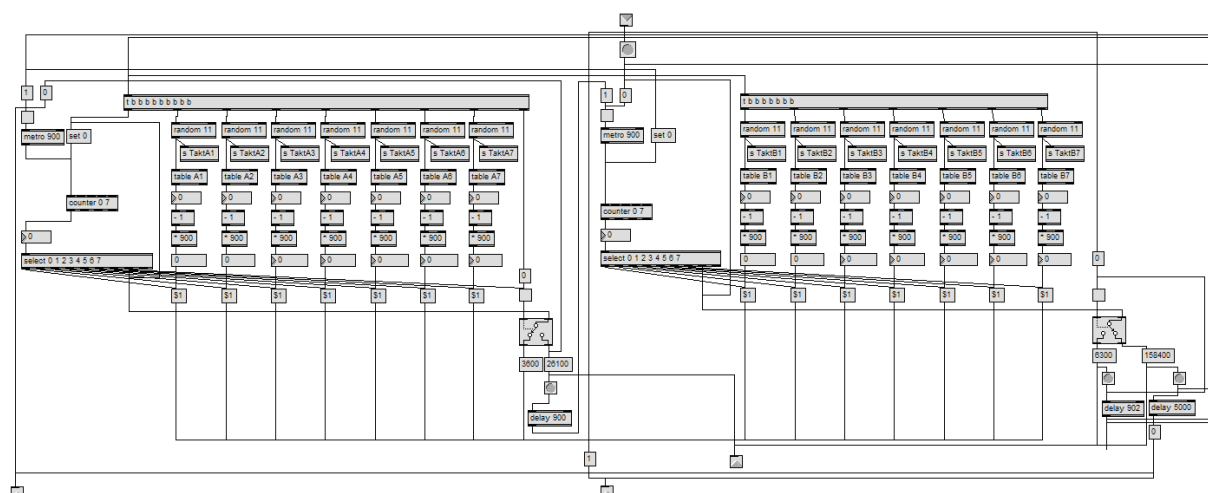 1 0
1 0
t b b b b b b b b b b
t b b b b b b b
metro 900 set 0
random 11 random 11 random 11 random 11 random 11 random 11 random 11
metro 900 set 0
random 11 random 11 random 11 random 11 random 11 random 11 random 11
s TaktA1 s TaktA2 s TaktA3 s TaktA4 s TaktA5 s TaktA6 s TaktA7
s TaktB1 s TaktB2 s TaktB3 s TaktB4 s TaktB5 s TaktB6 s TaktB7
table A1 table A2 table A3 table A4 table A5 table A6 table A7
table B1 table B2 table B3 table B4 table B5 table B6 table B7
counter 0 7
0 0 0 0 0 0 0
counter 0 7
0 0 0 0 0 0 0
- 1 - 1 - 1 - 1 - 1 - 1 - 1
- 1 - 1 - 1 - 1 - 1 - 1 - 1
0
* 900 * 900 * 900 * 900 * 900 * 900 * 900
0
* 900 * 900 * 900 * 900 * 900 * 900 * 900
select 0 1 2 3 4 5 6 7
0 0 0 0 0 0 0
select 0 1 2 3 4 5 6 7
0 0 0 0 0 0 0
0
0
$1 $1 $1 $1 $1 $1 $1
$1 $1 $1 $1 $1 $1 $1
3600 26100
6300 158400
delay 900
delay 902 delay 5000
0
1